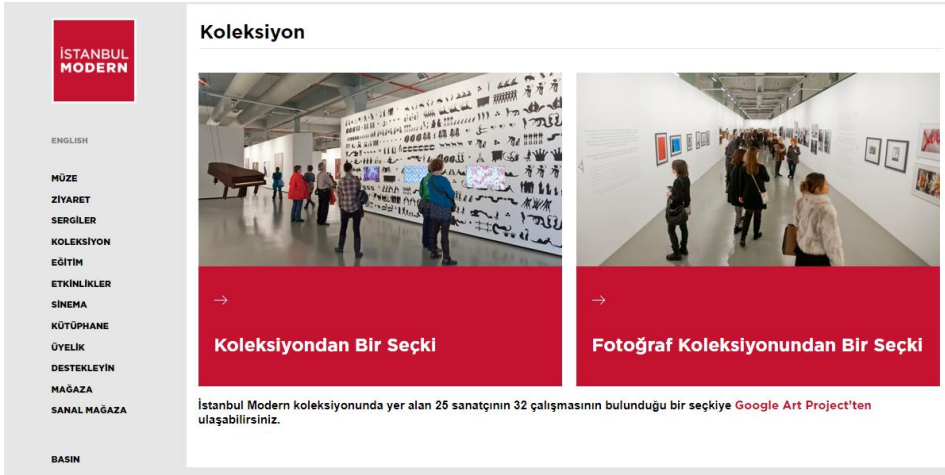 İSTANBUL
MODERN
ENGLISH
MÜZE
ZİYARET
SERGİLER
KOLEKSİYON
EĞİTİM
ETKİNLİKLER
SİNEMA
KÜTÜPHANE
ÜYELİK
DESTEKLEYİN
MAĞAZA
SANAL MAĞAZA
BASIN
Koleksiyon
→
Koleksiyondan Bir Seçki
→
Fotoğraf Koleksiyonundan Bir Seçki
İstanbul Modern koleksiyonunda yer alan 25 sanatçının 32 çalışmasının bulunduğu bir seçkiye Google Art Project'ten
ulaşabilirsiniz.